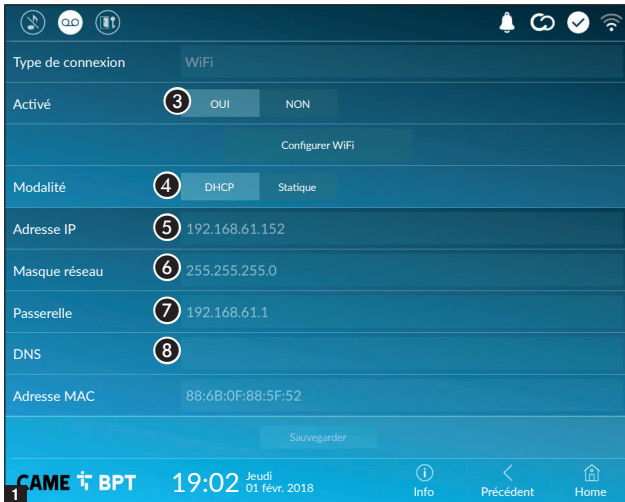 Type de connexion WiFi
Activé 3 OUI NON
Configurer WiFi
Modalité 4 DHCP Statique
Adresse IP 5 192.168.61.152
Masque réseau 6 255.255.255.0
Passerelle 7 192.168.61.1
DNS 8
Adresse MAC 88:6B:0F:88:5F:52
Sauvegarder
CAME BPT 19:02 Jeudi
01 févr. 2018
Info Précédent Home
1